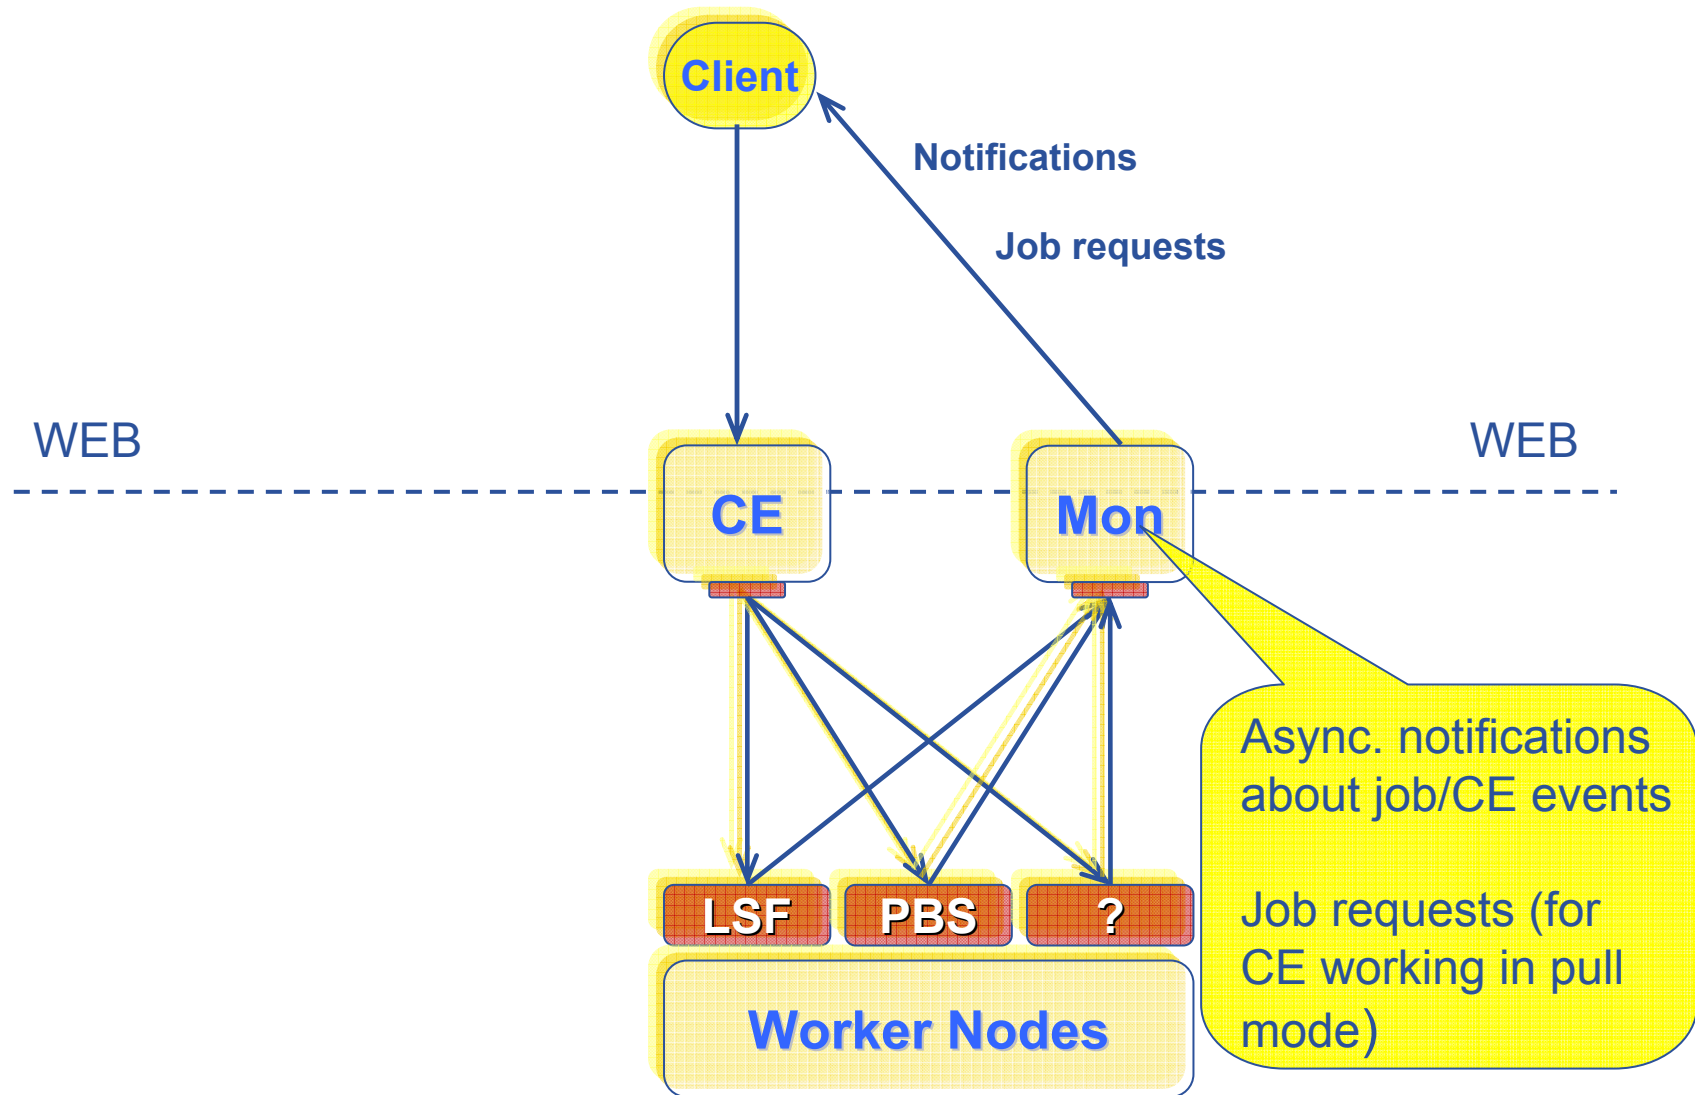 Client
Notifications
Job requests
WEB
WEB
CE
Mon
Async. notifications
about job/CE events
Job requests (for
CE working in pull
mode)
LSF
PBS
?
Worker Nodes